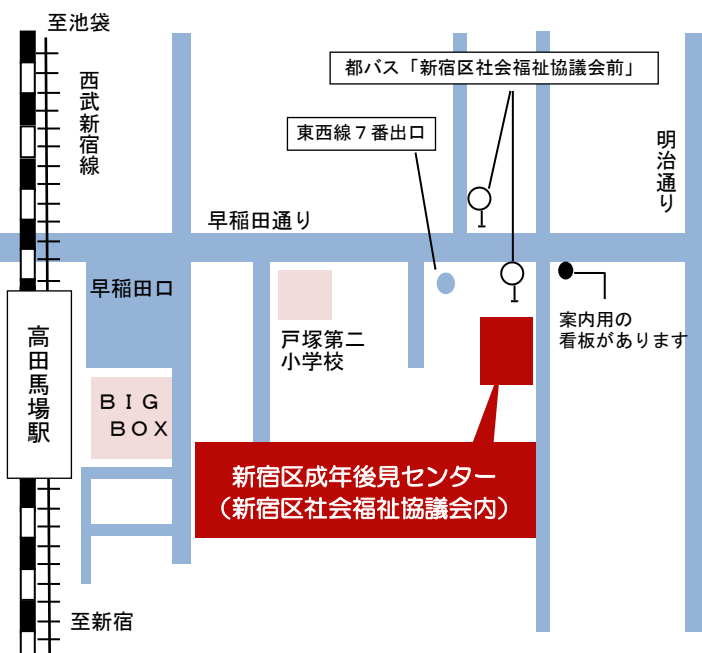 至池袋
西武新宿線
都バス「新宿区社会福祉協議会前」
東西線７番出口
明治通り
早稲田通り
早稲田口
案内用の
看板があります
戸塚第二
小学校
高田馬場駅
ＢＩＧ
ＢＯＸ
新宿区成年後見センター
（新宿区社会福祉協議会内）
至新宿